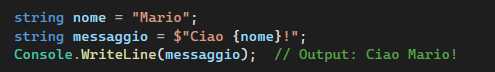 string nome = "Mario";
string messaggio = $"Ciao {nome}!";
Console.WriteLine(messaggio);  // Output: Ciao Mario!